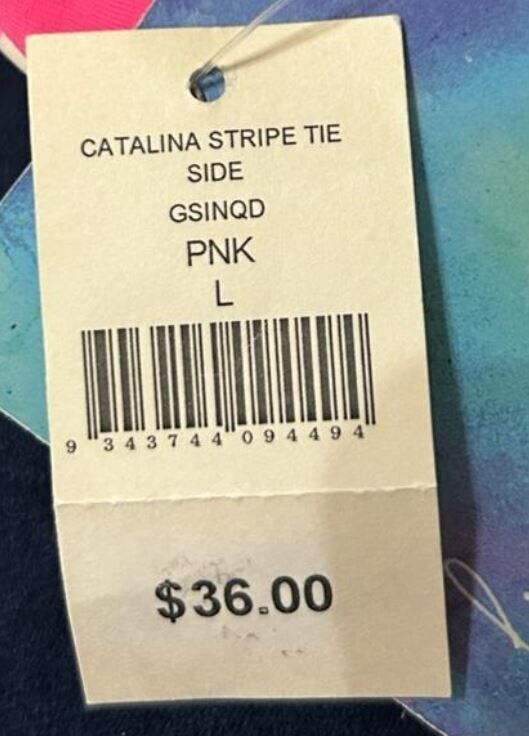 CATALINA STRIPE TIE
SIDE
GSINQD
PNK
L
9 343744 094494
$36.00